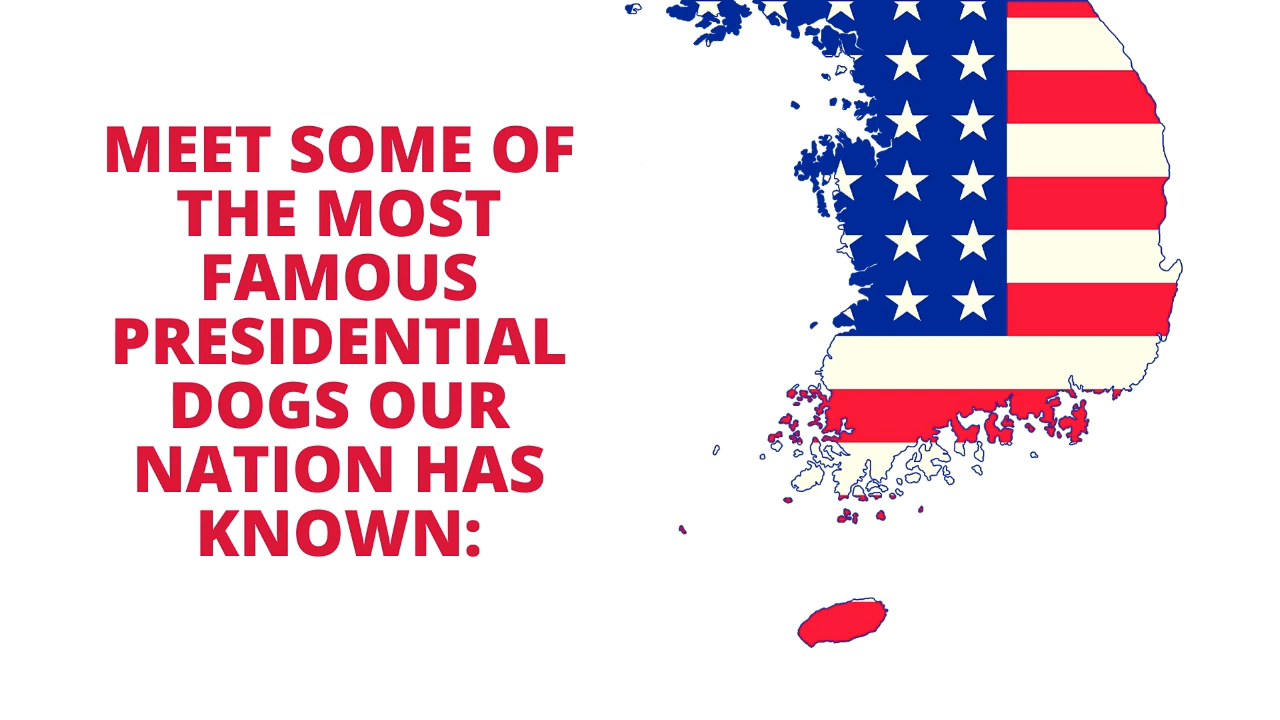 MEET SOME OF
THE MOST
FAMOUS
PRESIDENTIAL
DOGS OUR
NATION HAS
KNOWN: